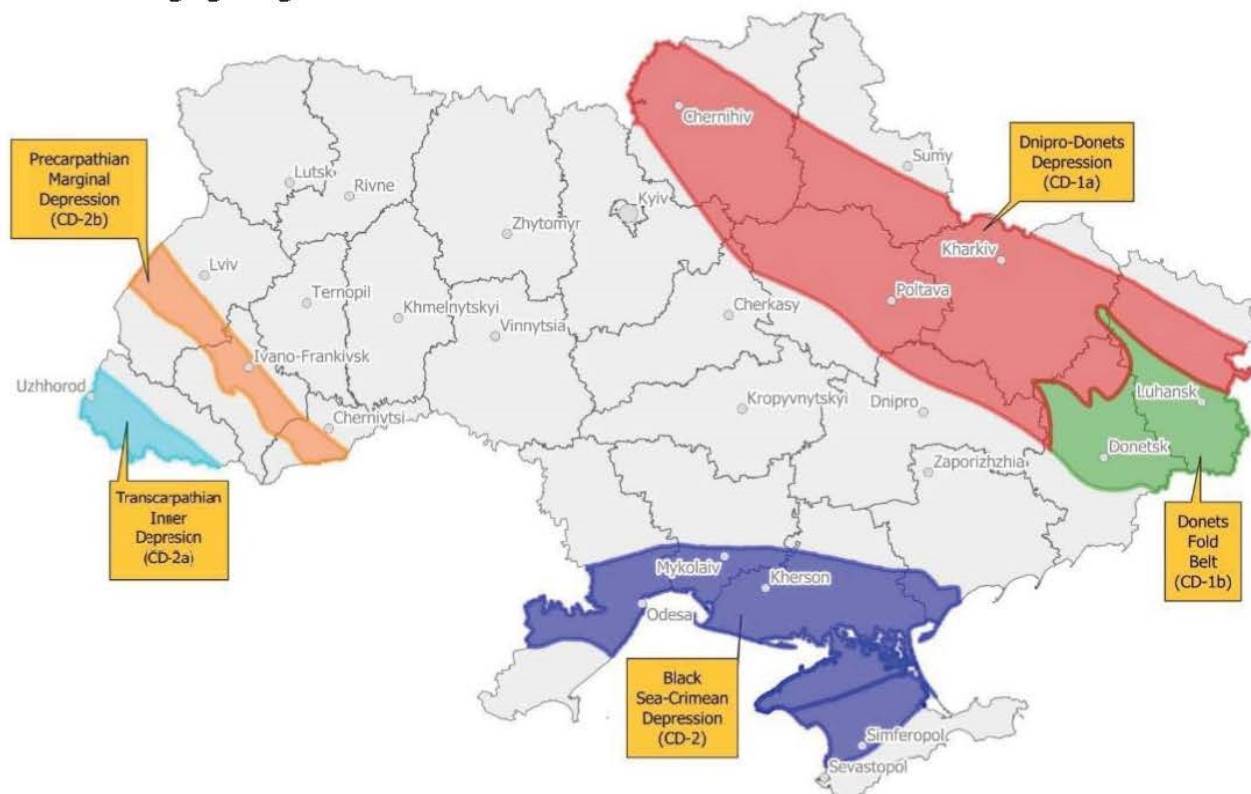 Chernihiv
Sumy
Dnipro-Donets
Depression
(CD-1a)
Precarpathian
Marginal
Depression
(CD-2b)
Lutsk
Rivne
Kyiv
Zhytomyr
Kharkiv
Lviv
Ternopil
Khmelnytskyi
Vinnytsia
Cherkasy
Poltava
Ivano-Frankivsk
Uzhhorod
Chernivtsi
Kropyvnytskyi
Dnipro
Luhansk
Donetsk
Zaporizhzhia
Transcarpathian
Inner
Depresion
(CD-2a)
Donets
Fold
Belt
(CD-1b)
Mykolaiv
Kherson
Odesa
Black
Sea-Crimean
Depression
(CD-2)
Simferopol
Sevastopol